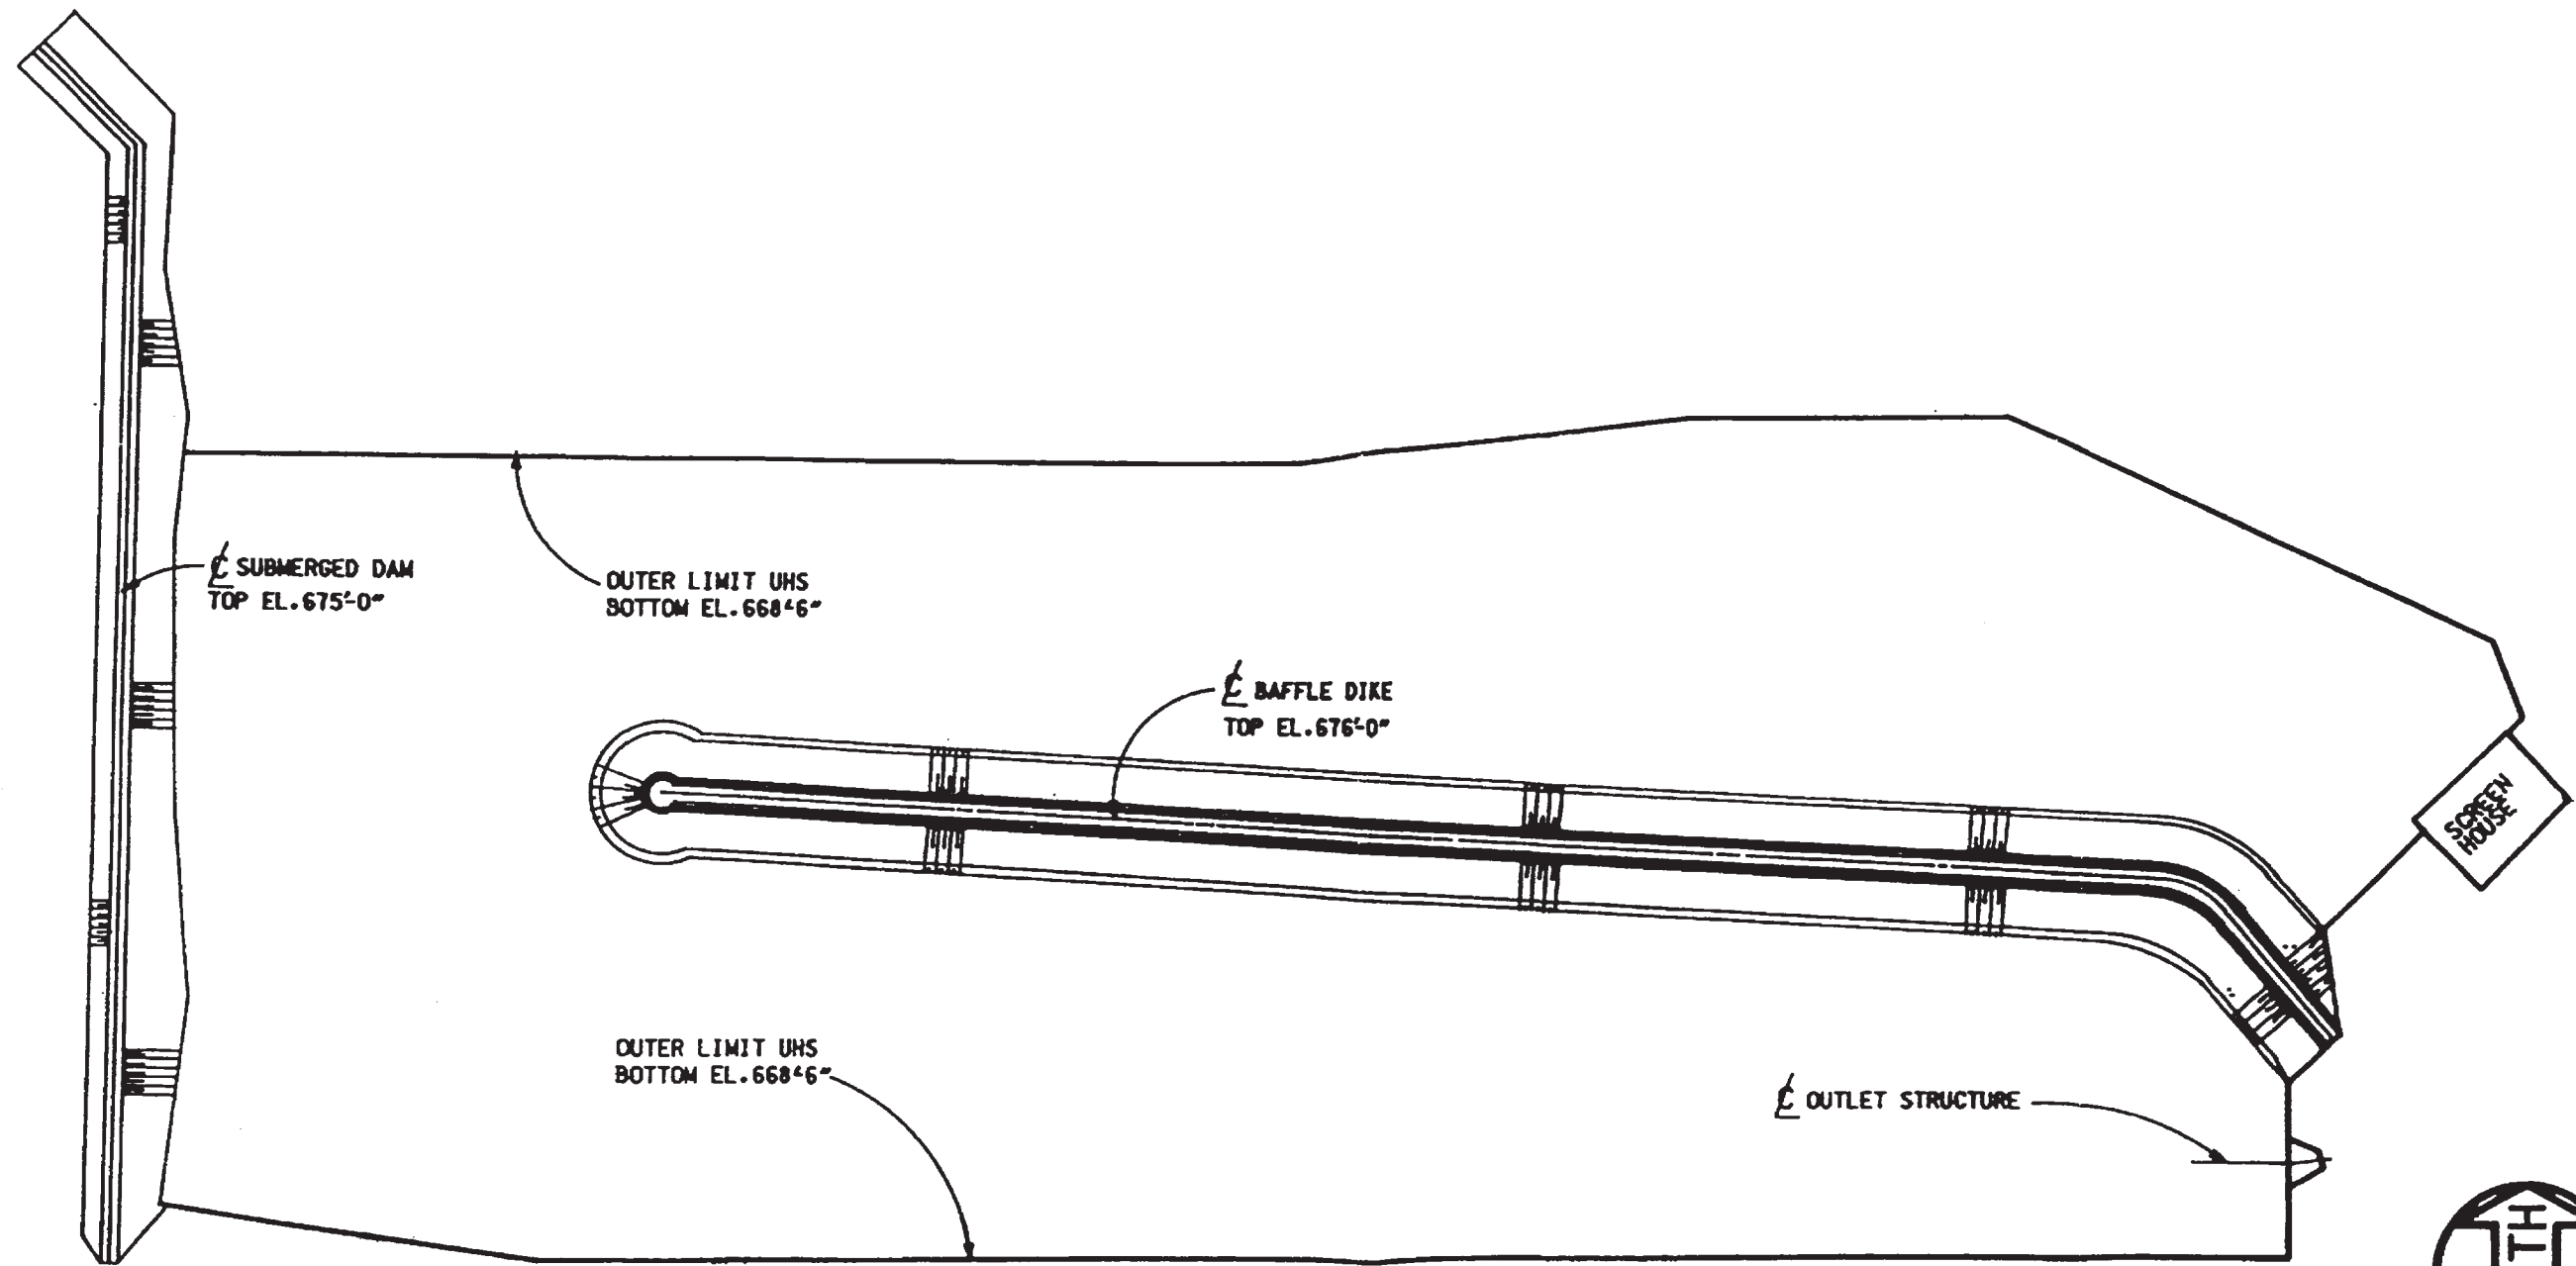 ℄ SUBMERGED DAM
TOP EL. 675'-0"
OUTER LIMIT UHS
BOTTOM EL. 668'6"
℄ BAFFLE DIKE
TOP EL. 676'-0"
SCREEN
HOUSE
OUTER LIMIT UHS
BOTTOM EL. 668'6"
℄ OUTLET STRUCTURE
TH